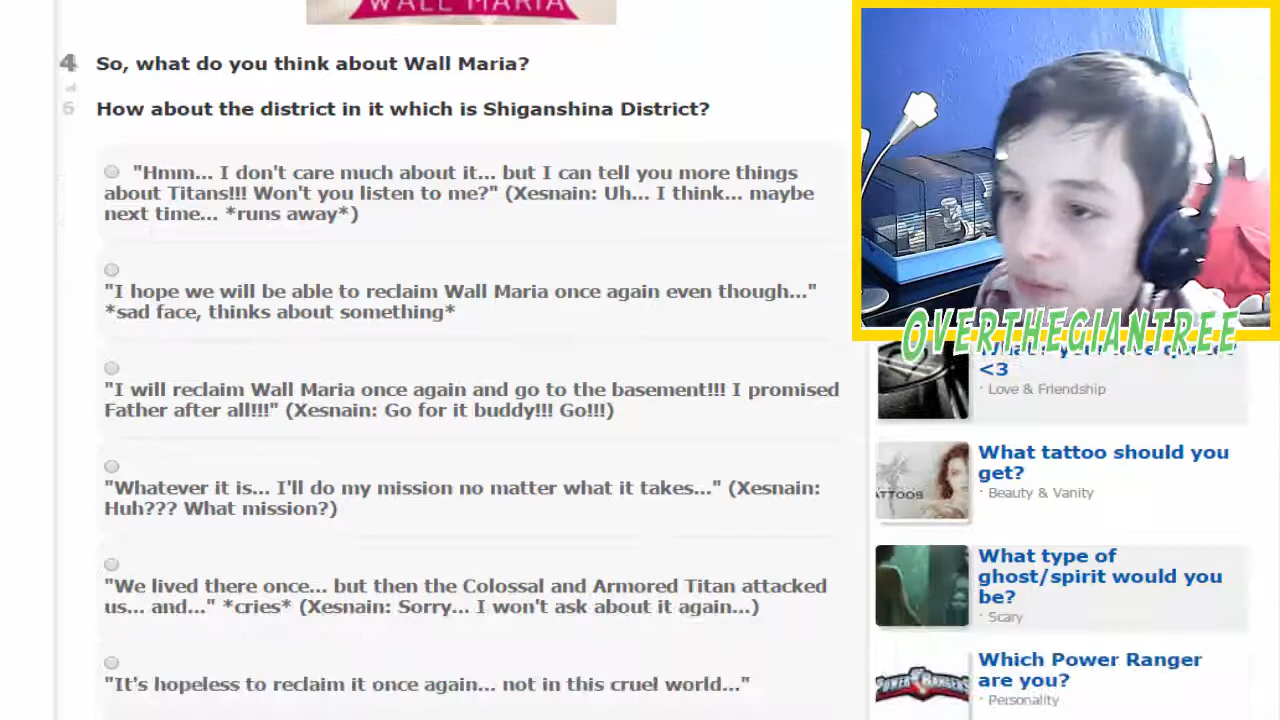 WALL MARIA
4 So, what do you think about Wall Maria?
of
6 How about the district in it which is Shiganshina District?
"Hmm... I don't care much about it... but I can tell you more things
about Titans!!! Won't you listen to me?" (Xesnain: Uh... I think... maybe
next time... *runs away*)
"I hope we will be able to reclaim Wall Maria once again even though..."
*sad face, thinks about something*
"I will reclaim Wall Maria once again and go to the basement!!! I promised
Father after all!!!" (Xesnain: Go for it buddy!!! Go!!!)
"Whatever it is... I'll do my mission no matter what it takes..." (Xesnain:
Huh??? What mission?)
"We lived there once... but then the Colossal and Armored Titan attacked
us... and..." *cries* (Xesnain: Sorry... I won't ask about it again...)
"It's hopeless to reclaim it once again... not in this cruel world..."
OVERTHEGIANTREE
<3
· Love & Friendship
ATTOOS
What tattoo should you
get?
· Beauty & Vanity
What type of
ghost/spirit would you
be?
· Scary
POWER RANGERS
Which Power Ranger
are you?
· Personality